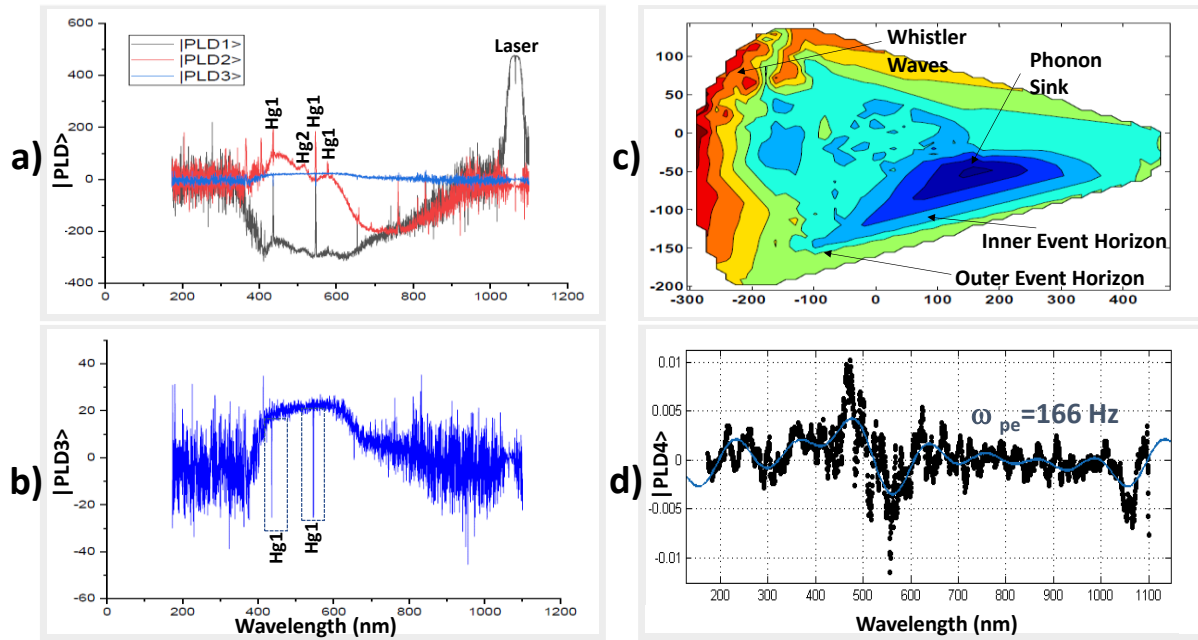 a)
600
400
200
0
-200
-400
|PLD>
|PLD1>
|PLD2>
|PLD3>
Hg1
Hg2
Hg1
Hg1
Laser
0 200 400 600 800 1000 1200
c)
100
50
0
-50
-100
-150
-200
Whistler
Waves
Phonon
Sink
Inner Event Horizon
Outer Event Horizon
-300 -200 -100 0 100 200 300 400
b)
40
20
0
-20
-40
-60
|PLD3>
Hg1
Hg1
0 200 400 600 800 1000 1200
Wavelength (nm)
d)
0.01
0.005
0
-0.005
-0.01
|PLD4>
ω pe=166 Hz
200 300 400 500 600 700 800 900 1000 1100
Wavelength (nm)